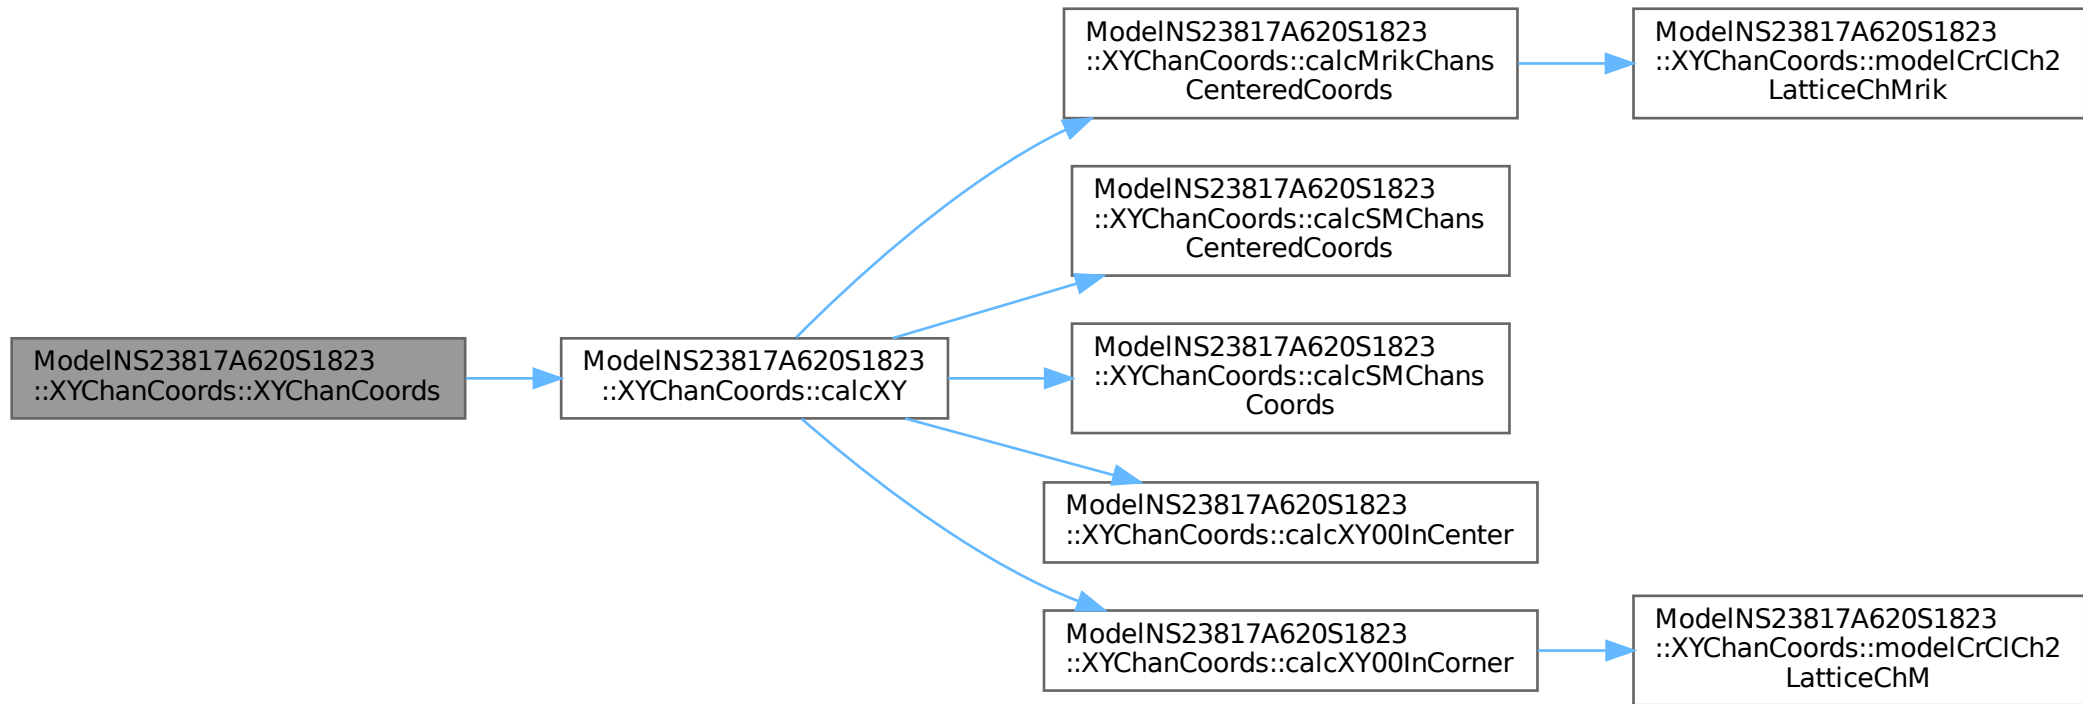 ModelNS23817A620S1823
::XYChanCoords::XYChanCoords
ModelNS23817A620S1823
::XYChanCoords::calcXY
ModelNS23817A620S1823
::XYChanCoords::calcMrikChans
CenteredCoords
ModelNS23817A620S1823
::XYChanCoords::modelCrClCh2
LatticeChMrik
ModelNS23817A620S1823
::XYChanCoords::calcSMChans
CenteredCoords
ModelNS23817A620S1823
::XYChanCoords::calcSMChans
Coords
ModelNS23817A620S1823
::XYChanCoords::calcXY00InCenter
ModelNS23817A620S1823
::XYChanCoords::calcXY00InCorner
ModelNS23817A620S1823
::XYChanCoords::modelCrClCh2
LatticeChM